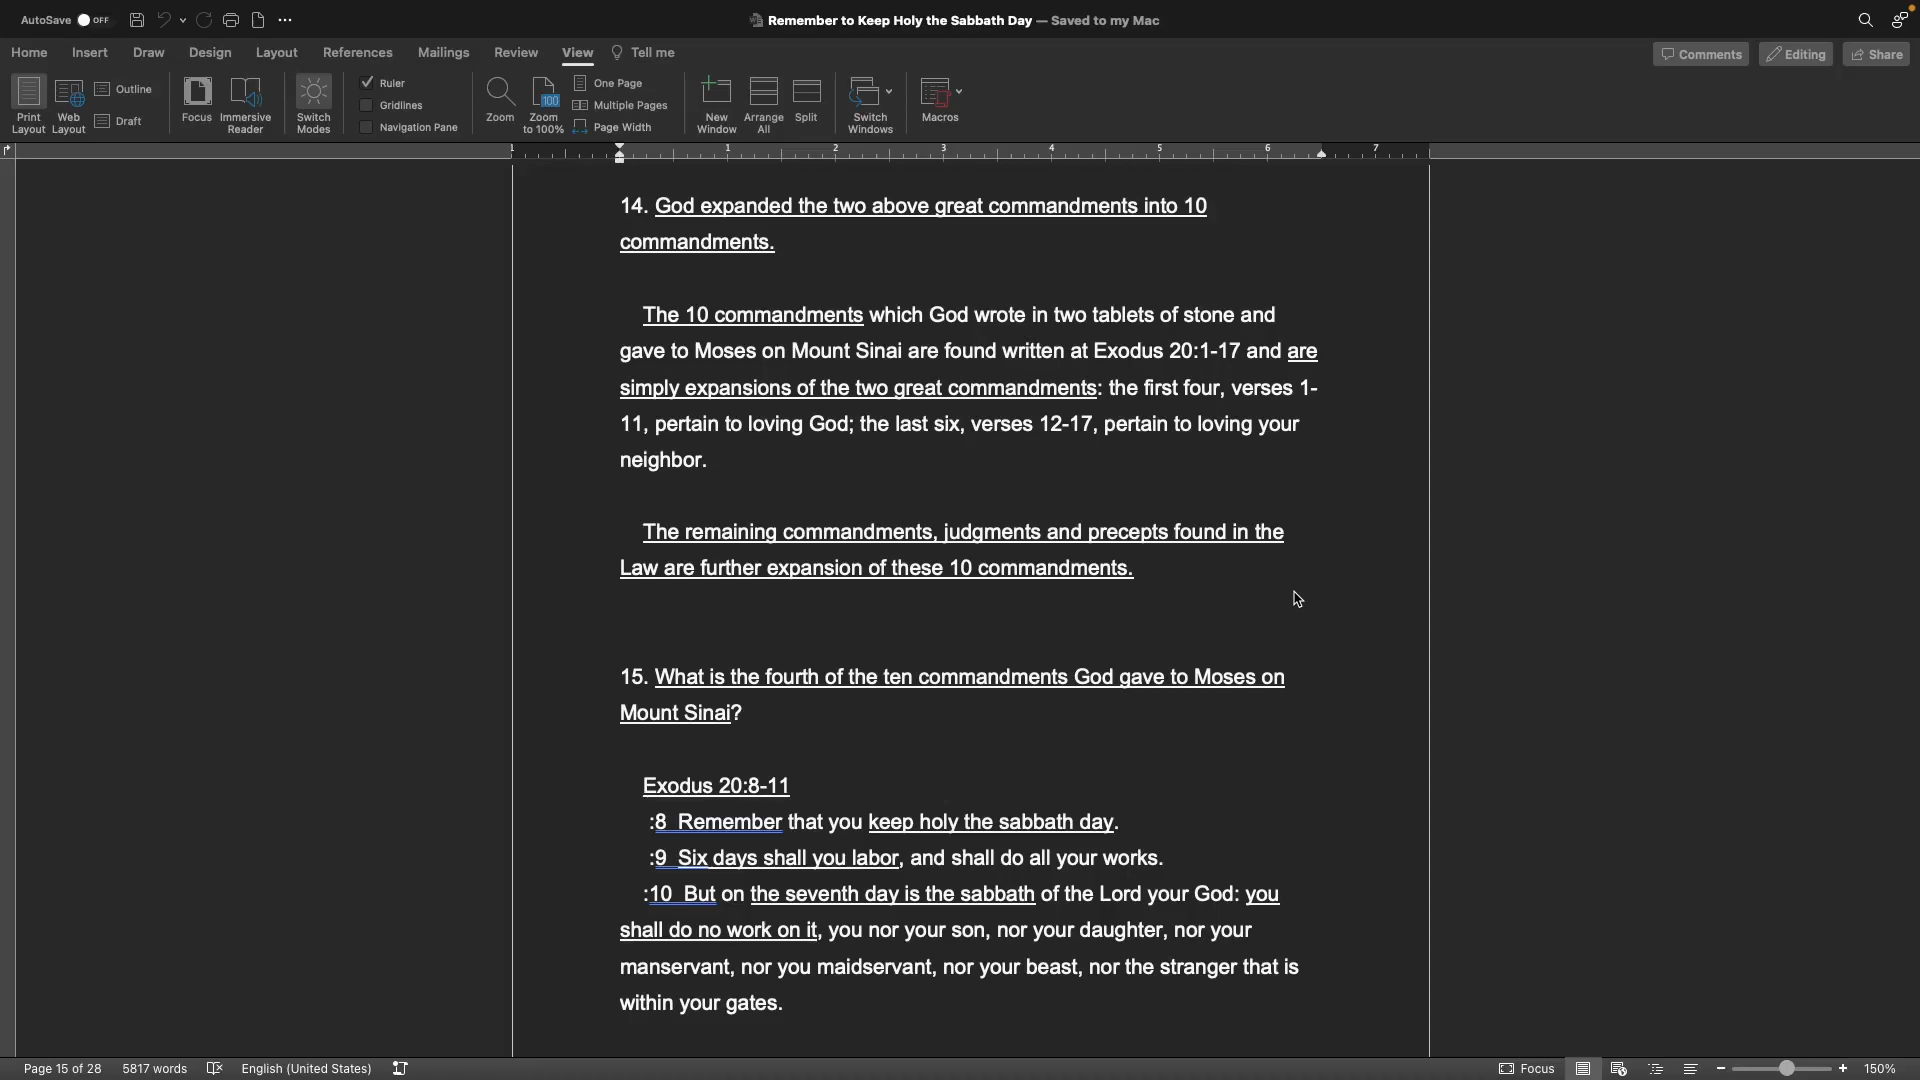 AutoSave OFF
Remember to Keep Holy the Sabbath Day — Saved to my Mac
Home Insert Draw Design Layout References Mailings Review View Tell me
Comments Editing Share
Print Layout
Web Layout
Outline
Draft
Focus
Immersive Reader
Switch Modes
Ruler
Gridlines
Navigation Pane
Zoom
100
Zoom to 100%
One Page
Multiple Pages
Page Width
New Window
Arrange All
Split
Switch Windows
Macros
1 1 2 3 4 5 6 7
14. God expanded the two above great commandments into 10
commandments.
The 10 commandments which God wrote in two tablets of stone and
gave to Moses on Mount Sinai are found written at Exodus 20:1-17 and are
simply expansions of the two great commandments: the first four, verses 1-
11, pertain to loving God; the last six, verses 12-17, pertain to loving your
neighbor.
The remaining commandments, judgments and precepts found in the
Law are further expansion of these 10 commandments.
15. What is the fourth of the ten commandments God gave to Moses on
Mount Sinai?
Exodus 20:8-11
:8 Remember that you keep holy the sabbath day.
:9 Six days shall you labor, and shall do all your works.
:10 But on the seventh day is the sabbath of the Lord your God: you
shall do no work on it, you nor your son, nor your daughter, nor your
manservant, nor you maidservant, nor your beast, nor the stranger that is
within your gates.
Page 15 of 28 5817 words English (United States) Focus 150%